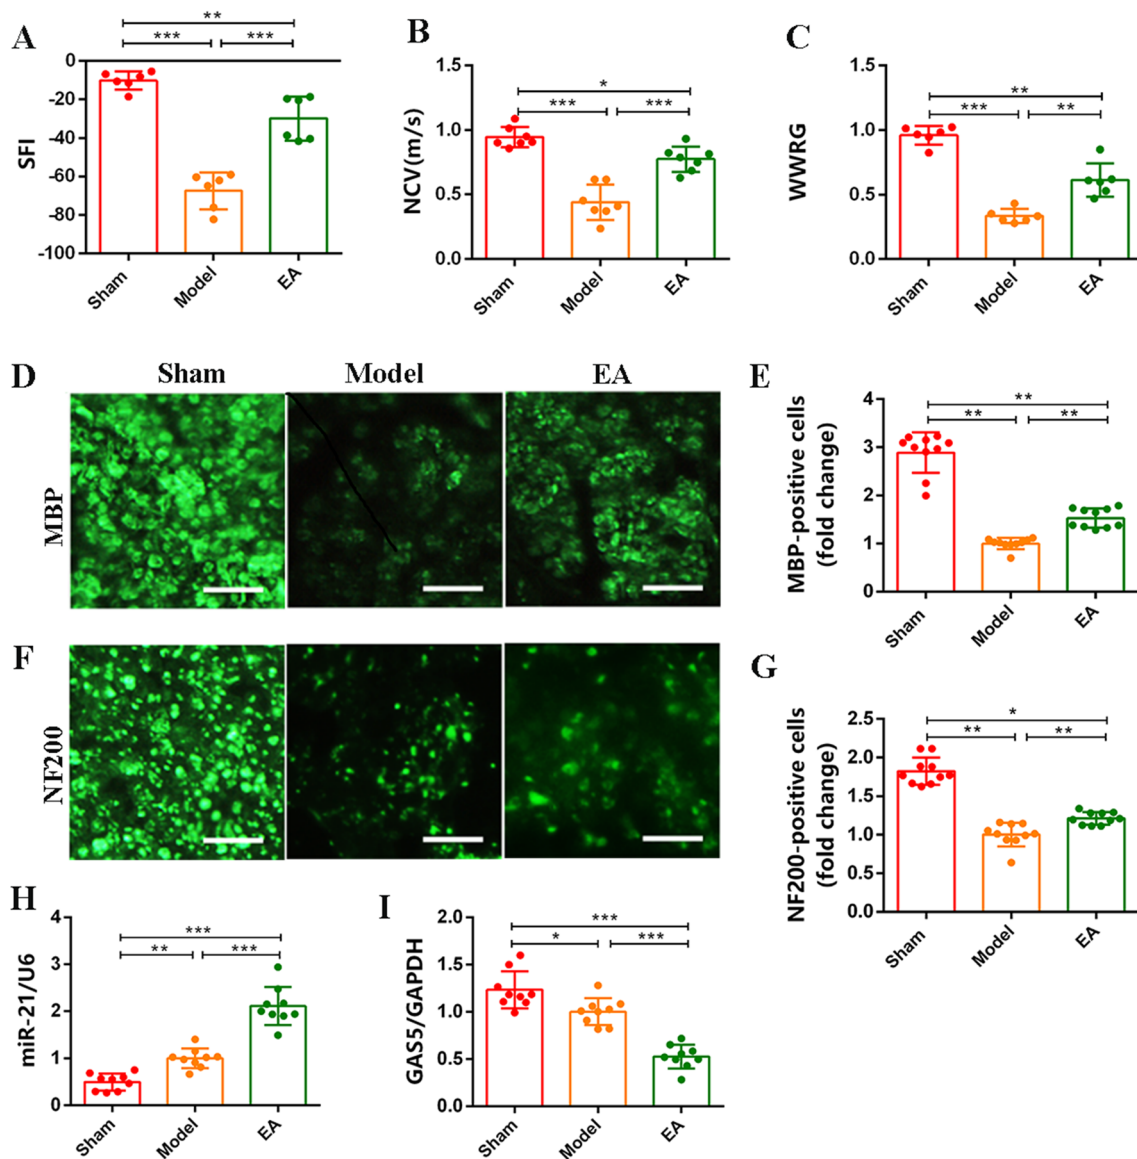 A
**
***
***
0
-20
-40
-60
-80
-100
SFI
Sham
Model
EA
B
*
***
***
1.5
1.0
0.5
0.0
NCV(m/s)
Sham
Model
EA
C
**
***
**
1.5
1.0
0.5
0.0
WWRG
Sham
Model
EA
D
Sham
Model
EA
MBP
E
**
**
**
4
3
2
1
0
MBP-positive cells
(fold change)
Sham
Model
EA
F
NF200
G
*
**
**
2.5
2.0
1.5
1.0
0.5
0.0
NF200-positive cells
(fold change)
Sham
Model
EA
H
***
**
***
4
3
2
1
0
miR-21/U6
Sham
Model
EA
I
***
*
***
2.0
1.5
1.0
0.5
0.0
GAS5/GAPDH
Sham
Model
EA